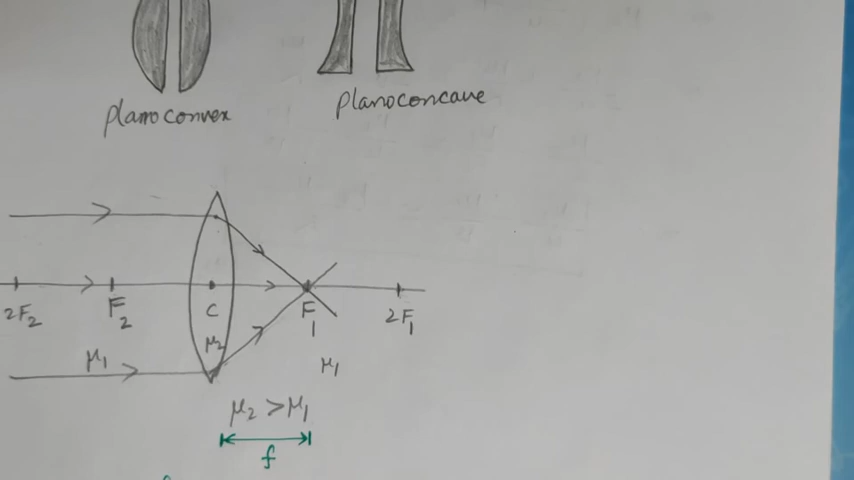 planoconvex
planoconcave
2F₂
F₂
C
F₁
2F₁
μ₂
μ₁
μ₁
μ₂ > μ₁
f